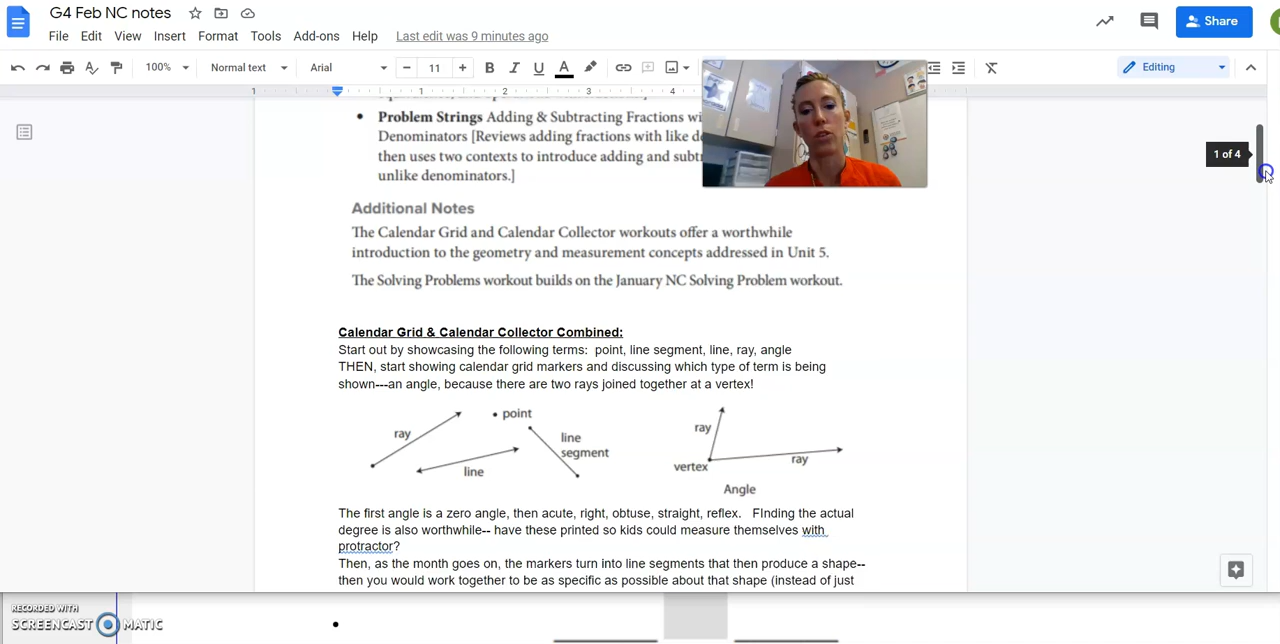 G4 Feb NC notes
File Edit View Insert Format Tools Add-ons Help Last edit was 9 minutes ago
Share
100% Normal text Arial 11 Editing
1 1 2 3 4
Problem Strings Adding & Subtracting Fractions wi
Denominators [Reviews adding fractions with like de
then uses two contexts to introduce adding and subtr
unlike denominators.]
1 of 4
Additional Notes
The Calendar Grid and Calendar Collector workouts offer a worthwhile
introduction to the geometry and measurement concepts addressed in Unit 5.
The Solving Problems workout builds on the January NC Solving Problem workout.
Calendar Grid & Calendar Collector Combined:
Start out by showcasing the following terms: point, line segment, line, ray, angle
THEN, start showing calendar grid markers and discussing which type of term is being
shown---an angle, because there are two rays joined together at a vertex!
ray
point
line
segment
line
ray
vertex
ray
Angle
The first angle is a zero angle, then acute, right, obtuse, straight, reflex. FInding the actual
degree is also worthwhile-- have these printed so kids could measure themselves with
protractor?
Then, as the month goes on, the markers turn into line segments that then produce a shape--
then you would work together to be as specific as possible about that shape (instead of just
RECORDED WITH
SCREENCAST MATIC